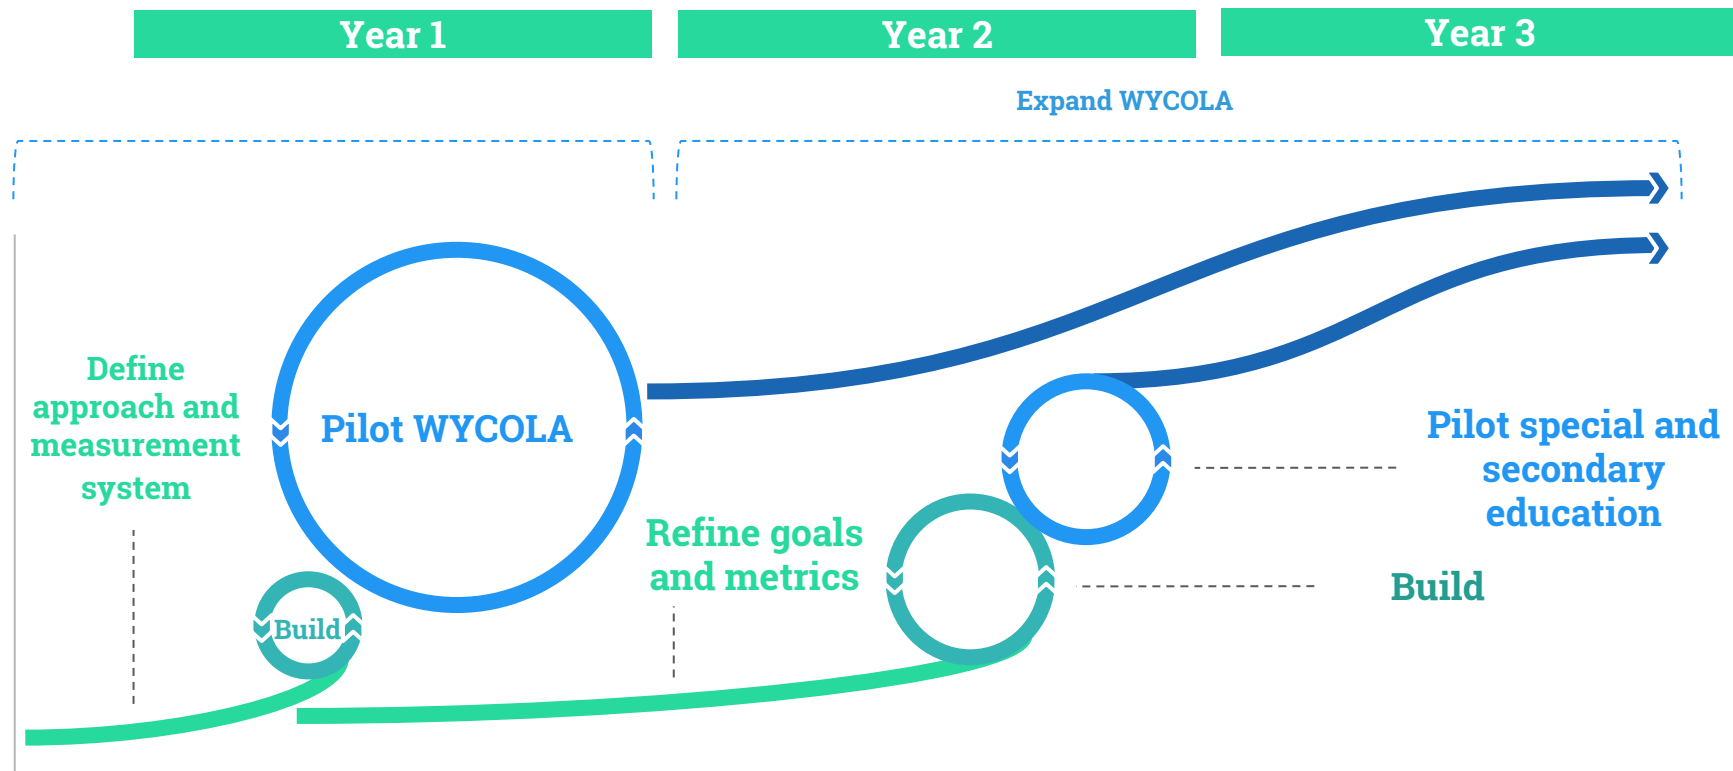 Year 1
Year 2
Year 3
Expand WYCOLA
Define
approach and
measurement
system
Pilot WYCOLA
Build
Refine goals
and metrics
Pilot special and
secondary
education
Build